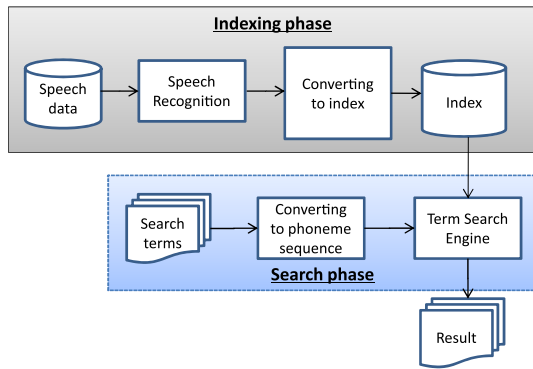 Indexing phase
Speech
data
Speech
Recognition
Converting
to index
Index
Search
terms
Converting
to phoneme
sequence
Term Search
Engine
Search phase
Result